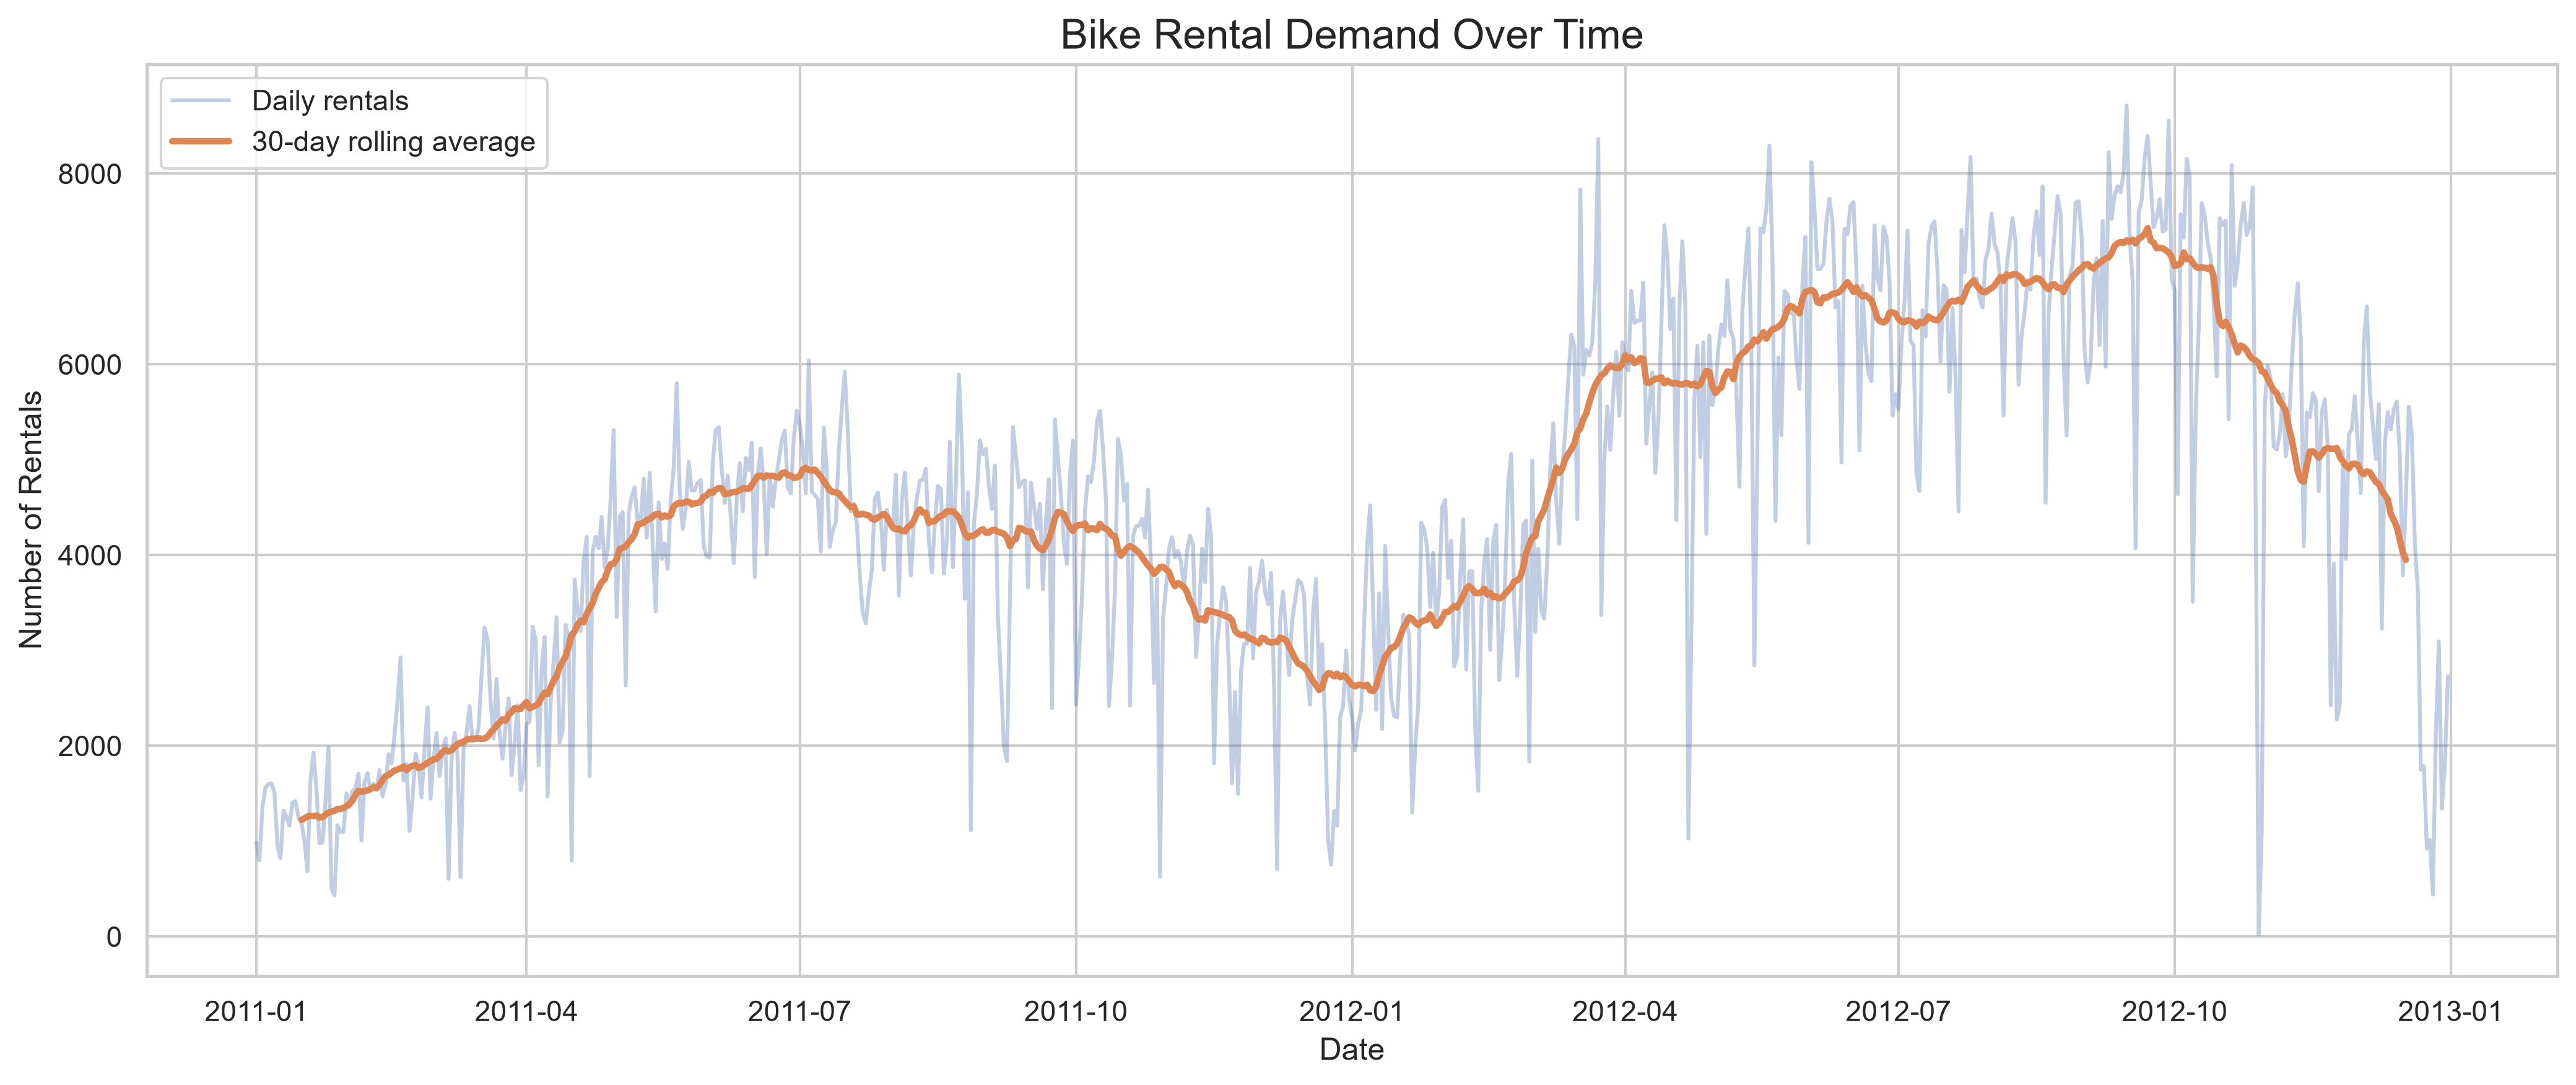 Bike Rental Demand Over Time
Daily rentals
30-day rolling average
Number of Rentals
8000
6000
4000
2000
0
2011-01
2011-04
2011-07
2011-10
2012-01
2012-04
2012-07
2012-10
2013-01
Date